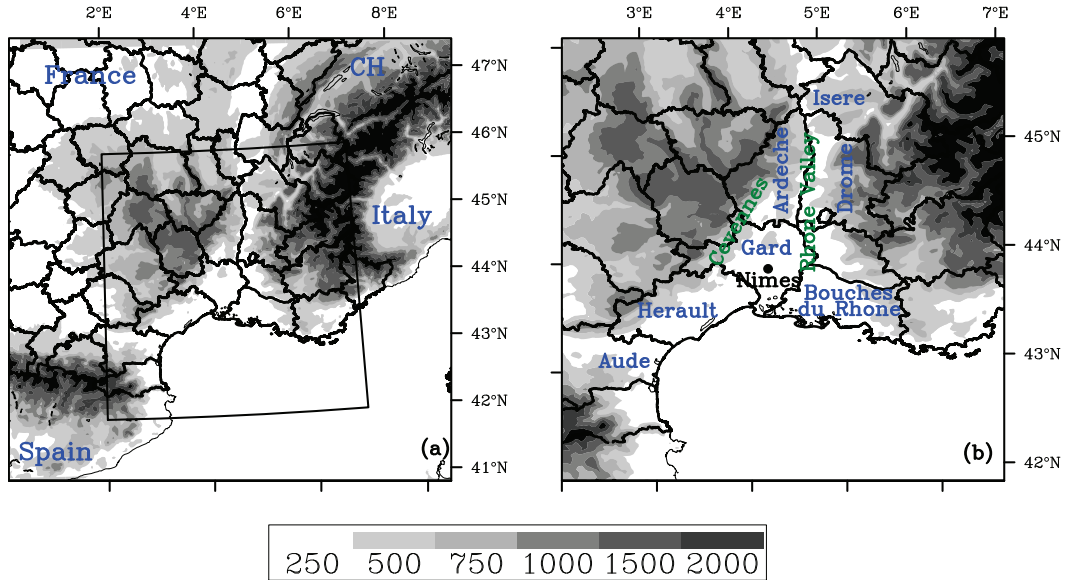 2°E 4°E 6°E 8°E
3°E 4°E 5°E 6°E 7°E
France
CH
47°N
46°N
45°N
Italy
44°N
43°N
42°N
Spain
(a)
41°N
Isere
Ardeche
Rhone Valley
Drome
Cevennes
45°N
Gard
44°N
Nimes
Bouches
du Rhone
Herault
Aude
43°N
(b)
42°N
250 500 750 1000 1500 2000